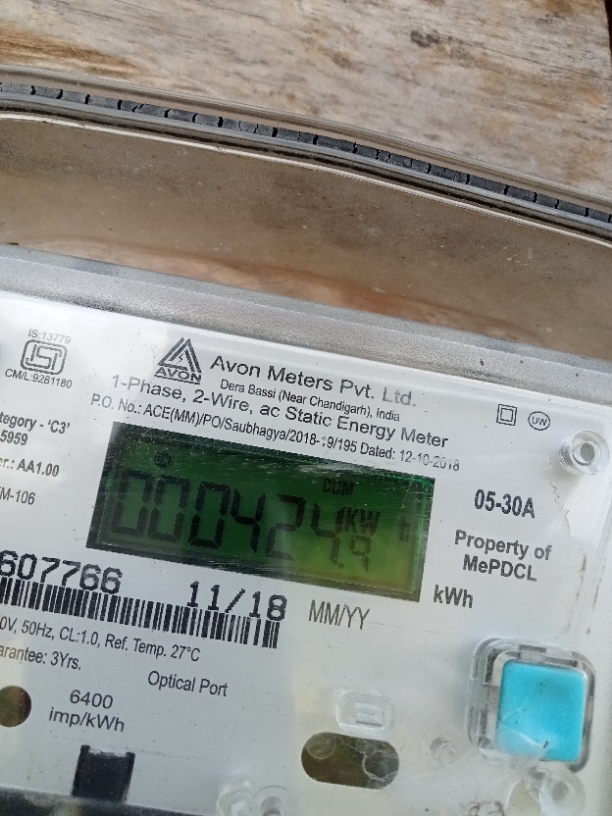 IS:13779
CM/L:9281180
AVON
Avon Meters Pvt. Ltd.
Dera Bassi (Near Chandigarh), India
1-Phase, 2-Wire, ac Static Energy Meter
P.O. No.: ACE(MM)/PO/Saubhagya/2018-19/195 Dated: 12-10-2018
UW
ategory - 'C3'
5959
er.: AA1.00
M-106
CUM
000424.9
KW h
05-30A
Property of
MePDCL
kWh
607766 11/18
MM/YY
0V, 50Hz, CL:1.0, Ref. Temp. 27°C
arantee: 3Yrs.
Optical Port
6400
imp/kWh